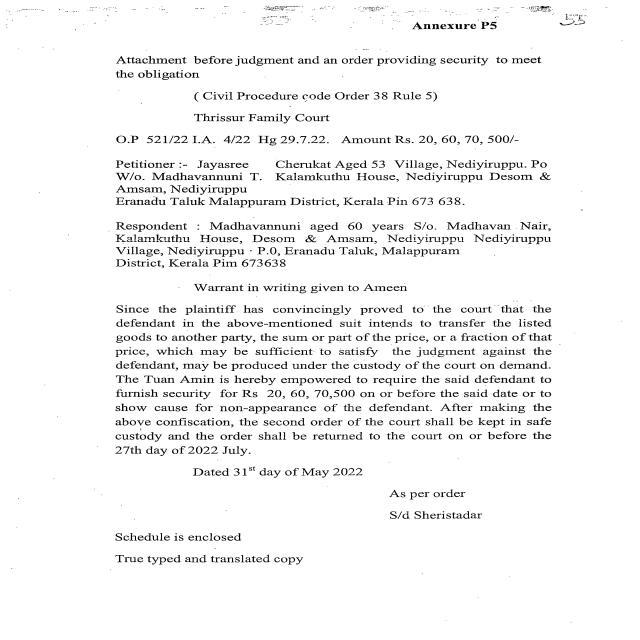 Annexure P5
Attachment before judgment and an order providing security to meet
the obligation
( Civil Procedure code Order 38 Rule 5)
Thrissur Family Court
O.P 521/22 I.A. 4/22 Hg 29.7.22. Amount Rs. 20, 60, 70, 500/-
Petitioner :- Jayasree Cherukat Aged 53 Village, Nediyiruppu. Po
W/o. Madhavannuni T. Kalamkuthu House, Nediyiruppu Desom &
Amsam, Nediyiruppu
Eranadu Taluk Malappuram District, Kerala Pin 673 638.
Respondent : Madhavannuni aged 60 years S/o. Madhavan Nair,
Kalamkuthu House, Desom & Amsam, Nediyiruppu Nediyiruppu
Village, Nediyiruppu · P.0, Eranadu Taluk, Malappuram
District, Kerala Pim 673638
Warrant in writing given to Ameen
Since the plaintiff has convincingly proved to the court that the
defendant in the above-mentioned suit intends to transfer the listed
goods to another party, the sum or part of the price, or a fraction of that
price, which may be sufficient to satisfy the judgment against the
defendant, may be produced under the custody of the court on demand.
The Tuan Amin is hereby empowered to require the said defendant to
furnish security for Rs 20, 60, 70,500 on or before the said date or to
show cause for non-appearance of the defendant. After making the
above confiscation, the second order of the court shall be kept in safe
custody and the order shall be returned to the court on or before the
27th day of 2022 July.
Dated 31st day of May 2022
As per order
S/d Sheristadar
Schedule is enclosed
True typed and translated copy